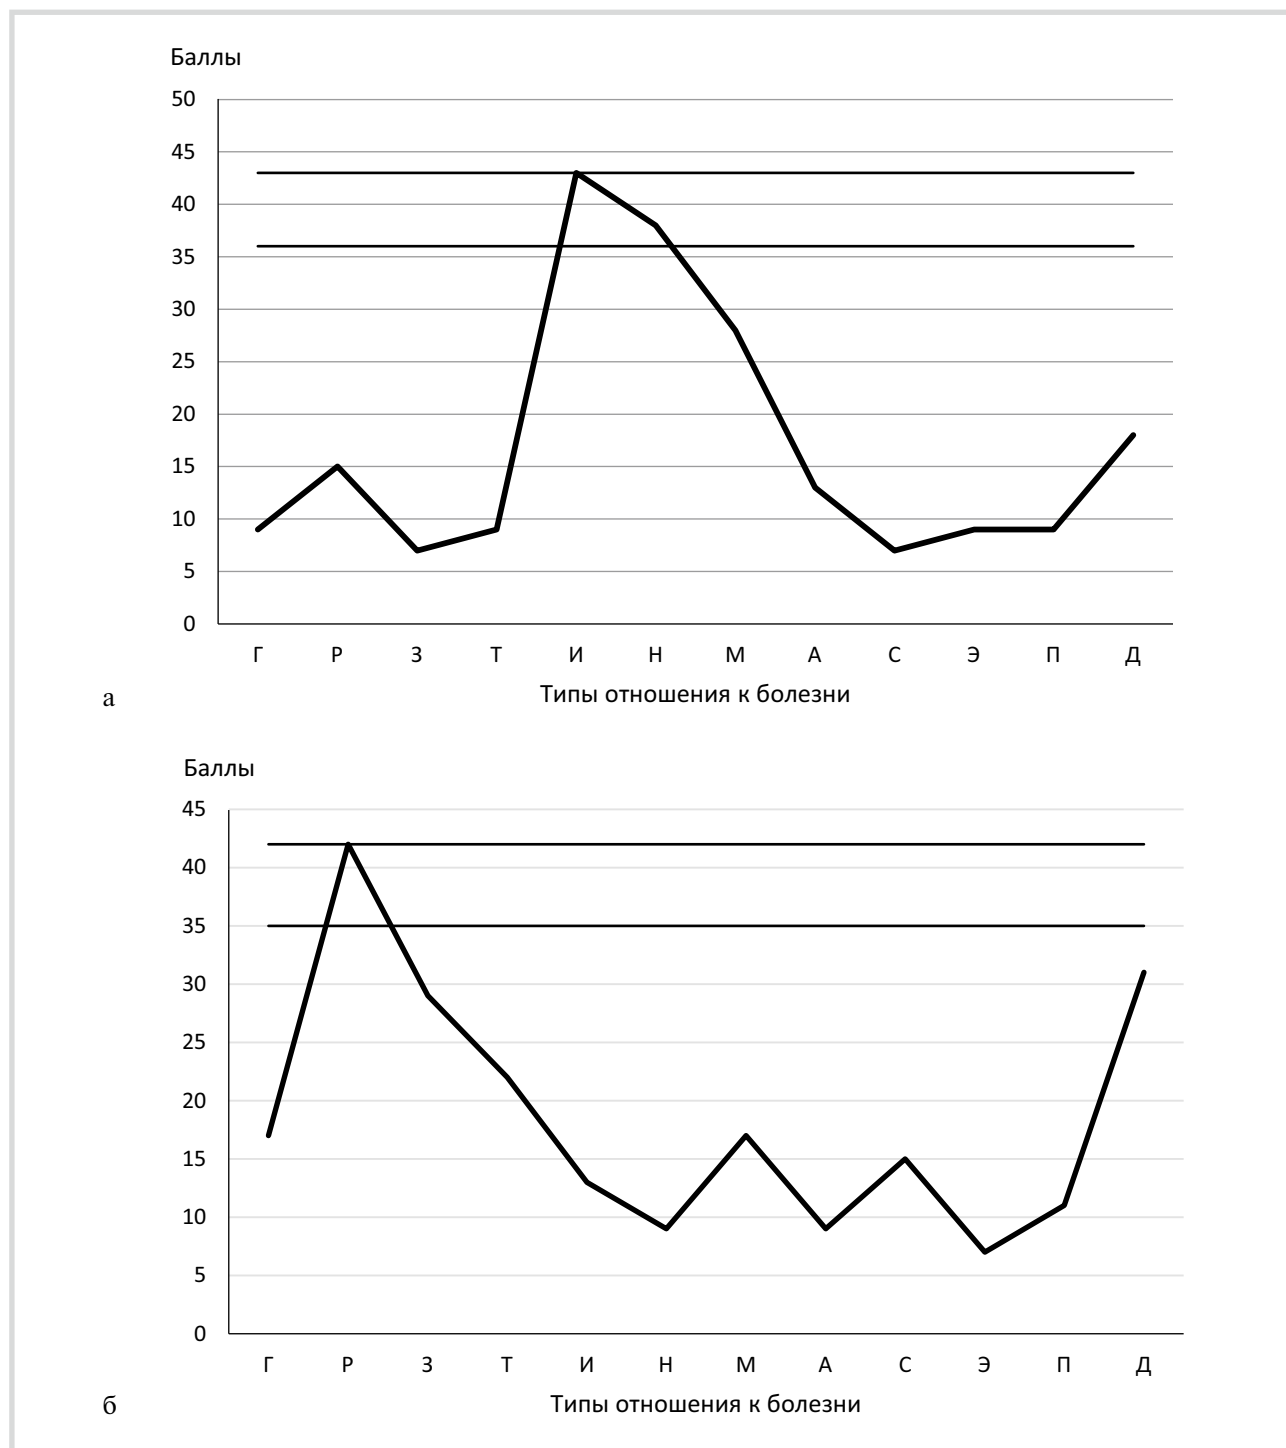 Баллы
50
45
40
35
30
25
20
15
10
5
0
Г Р З Т И Н М А С Э П Д
Типы отношения к болезни
а
Баллы
45
40
35
30
25
20
15
10
5
0
Г Р З Т И Н М А С Э П Д
Типы отношения к болезни
б